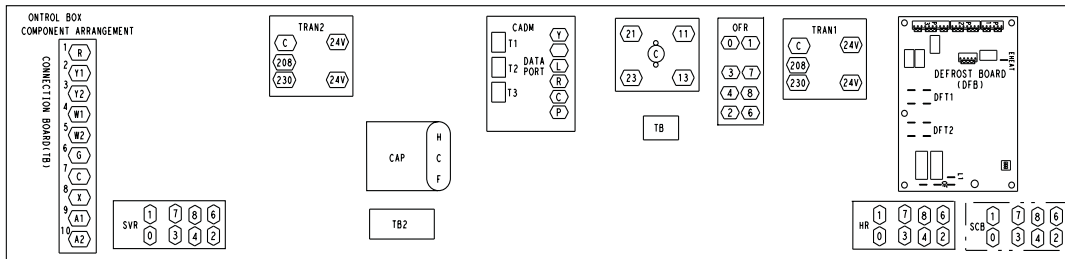 ONTROL BOX
COMPONENT ARRANGEMENT
CONNECTION BOARD(TB)
1 R
2 Y1
3 Y2
4 W1
5 W2
6 G
7 C
8 X
9 A1
10 A2
SVR
1 7 8 6
0 3 4 2
TRAN2
C 24V
208
230 24V
CAP
H
C
F
TB2
CADM
T1
T2
T3
DATA
PORT
Y
L
R
C
P
21 11
C
23 13
TB
OFR
0 1
3 7
4 8
2 6
TRAN1
C 24V
208
230 24V
EHEAT
DEFROST BOARD
(DFB)
DFT1
DFT2
L1
HR
1 7 8 6
0 3 4 2
SCB
1 7 8 6
0 3 4 2